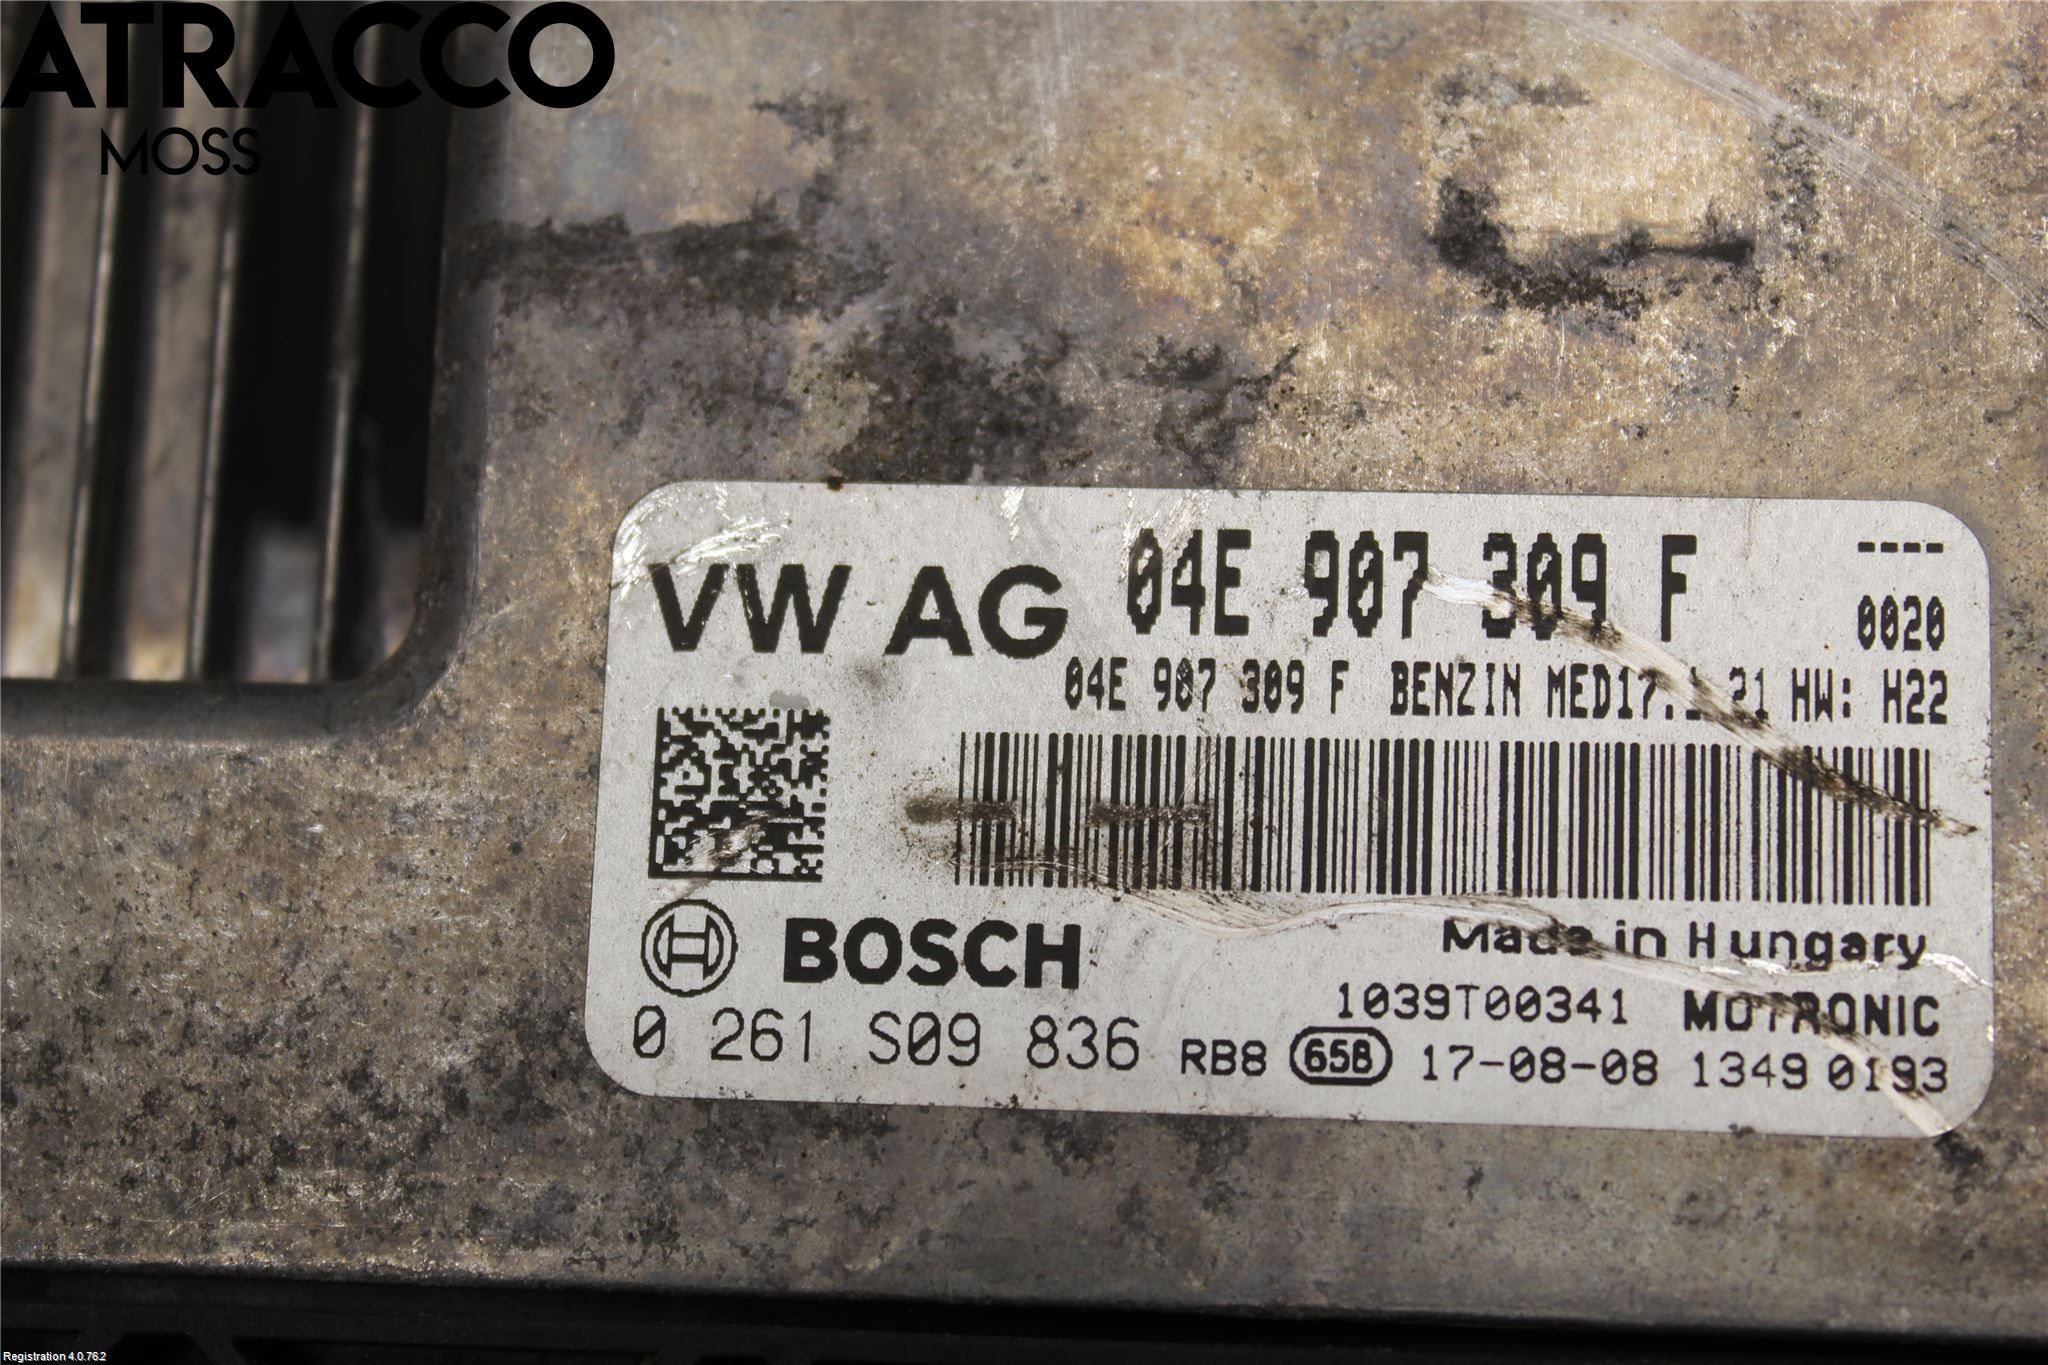 ATRACCO
MOSS
VW AG 04E 907 309 F ----
0020
04E 907 309 F BENZIN HW: H22
BOSCH
Made in Hungary
1039T00341 MOTRONIC
0 261 S09 836 RB8 65B 17-08-08 1349 0193
Registration 4.0.76.2